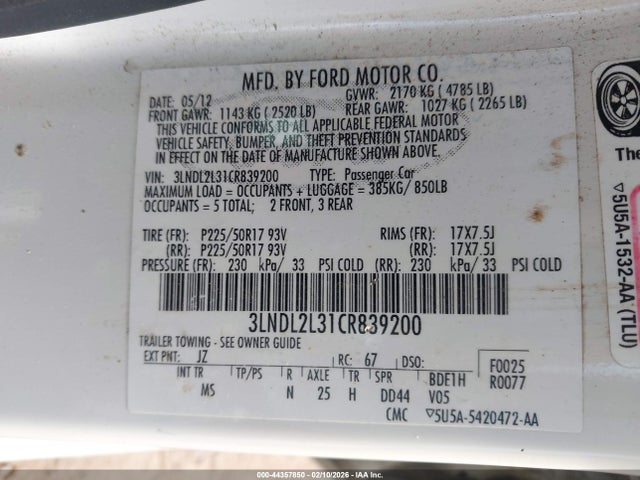 MFD. BY FORD MOTOR CO.
DATE: 05/12 GVWR: 2170 KG ( 4785 LB)
FRONT GAWR: 1143 KG ( 2520 LB) REAR GAWR: 1027 KG ( 2265 LB)
THIS VEHICLE CONFORMS TO ALL APPLICABLE FEDERAL MOTOR
VEHICLE SAFETY, BUMPER, AND THEFT PREVENTION STANDARDS
IN EFFECT ON THE DATE OF MANUFACTURE SHOWN ABOVE.
VIN: 3LNDL2L31CR839200 TYPE: Passenger Car
MAXIMUM LOAD = OCCUPANTS + LUGGAGE = 385KG/ 850LB
OCCUPANTS = 5 TOTAL; 2 FRONT, 3 REAR
TIRE (FR): P225/50R17 93V RIMS (FR): 17X7.5J
(RR): P225/50R17 93V (RR): 17X7.5J
PRESSURE (FR): 230 kPa/ 33 PSI COLD (RR): 230 kPa/ 33 PSI COLD
3LNDL2L31CR839200
TRAILER TOWING - SEE OWNER GUIDE
EXT PNT: JZ RC: 67 DSO: F0025
INT TR TP/PS R AXLE TR SPR BDE1H R0077
MS N 25 H DD44 V05
CMC ▽5U5A-5420472-AA
The
▽5U5A-1532-AA (TLU)
000-44357850 - 02/10/2026 - IAA Inc.